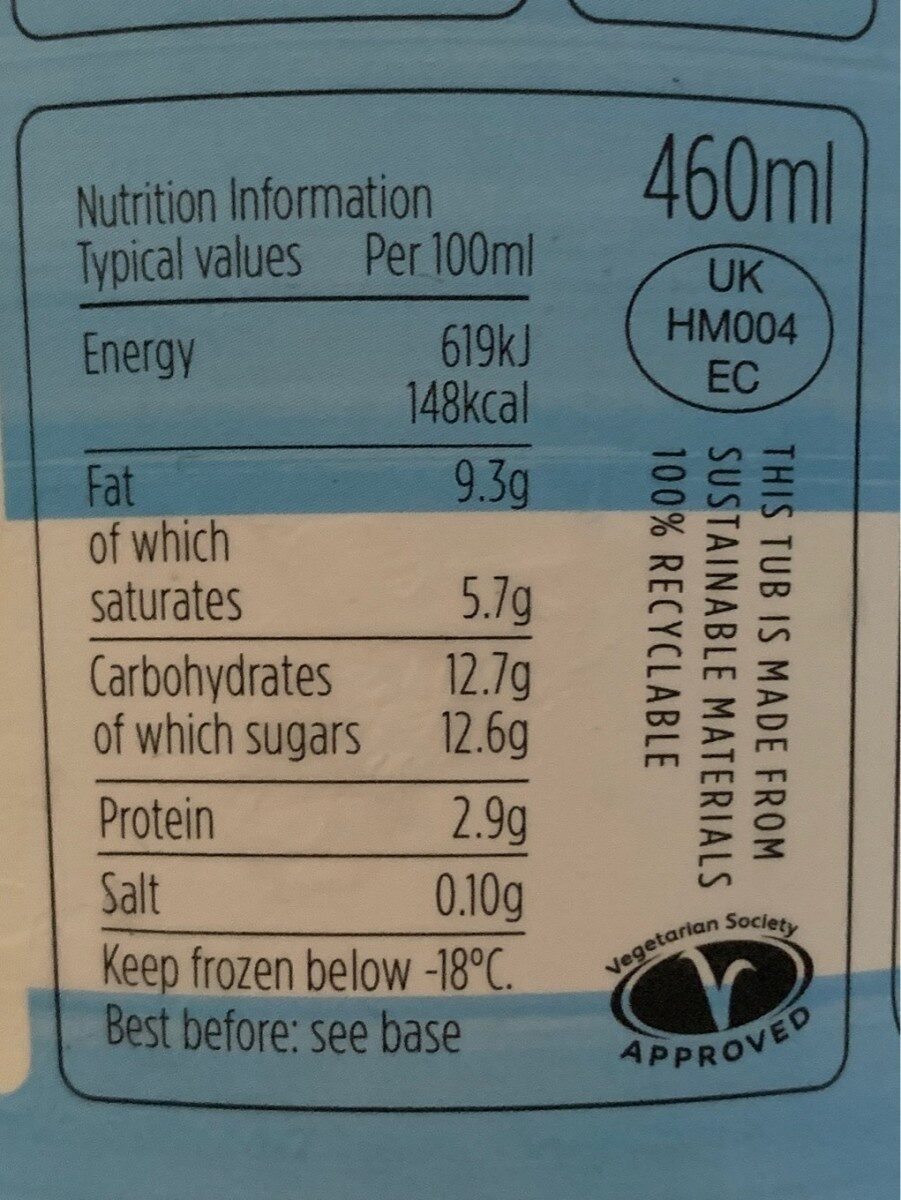 Nutrition Information
Typical values Per 100ml
Energy 619kJ
148kcal
Fat 9.3g
of which
saturates 5.7g
Carbohydrates 12.7g
of which sugars 12.6g
Protein 2.9g
Salt 0.10g
Keep frozen below -18°C.
Best before: see base
460ml
UK
HM004
EC
THIS TUB IS MADE FROM
SUSTAINABLE MATERIALS
100% RECYCLABLE
Vegetarian Society
APPROVED